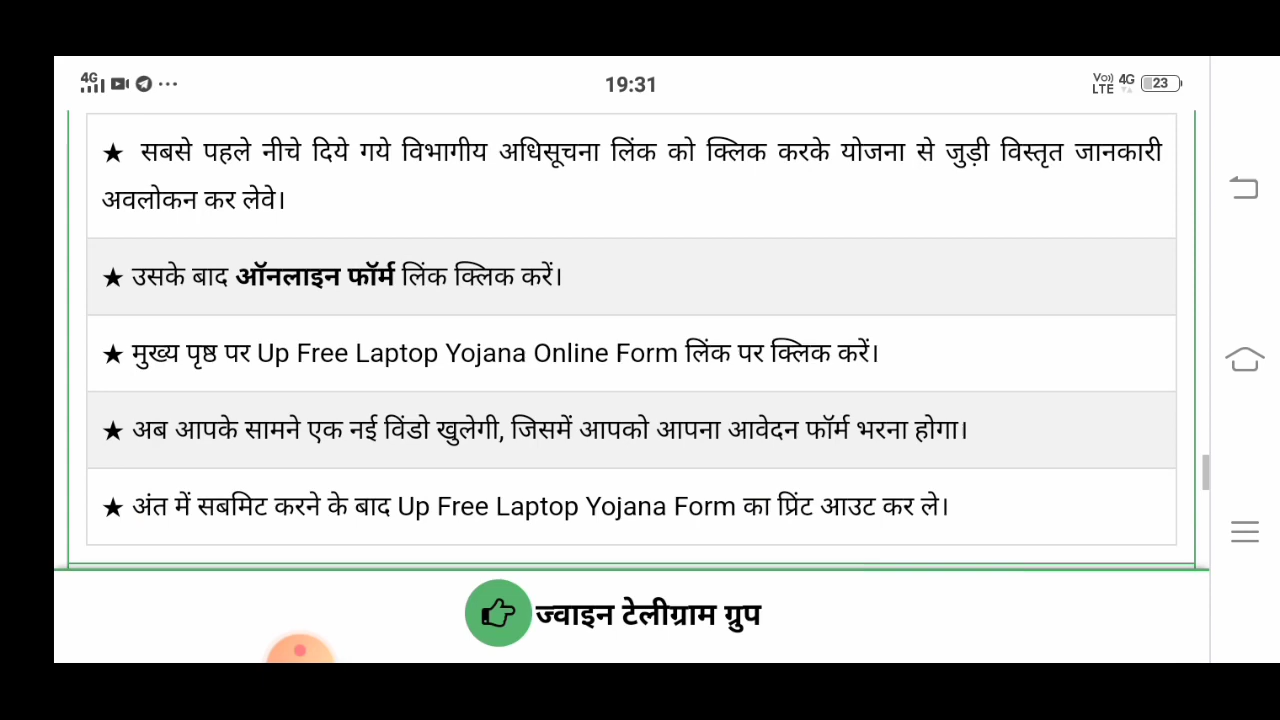 4G
19:31
Vo) 4G
LTE
23
★ सबसे पहले नीचे दिये गये विभागीय अधिसूचना लिंक को क्लिक करके योजना से जुड़ी विस्तृत जानकारी
अवलोकन कर लेवे।
★ उसके बाद ऑनलाइन फॉर्म लिंक क्लिक करें।
★ मुख्य पृष्ठ पर Up Free Laptop Yojana Online Form लिंक पर क्लिक करें।
★ अब आपके सामने एक नई विंडो खुलेगी, जिसमें आपको आपना आवेदन फॉर्म भरना होगा।
★ अंत में सबमिट करने के बाद Up Free Laptop Yojana Form का प्रिंट आउट कर ले।
ज्वाइन टेलीग्राम ग्रुप